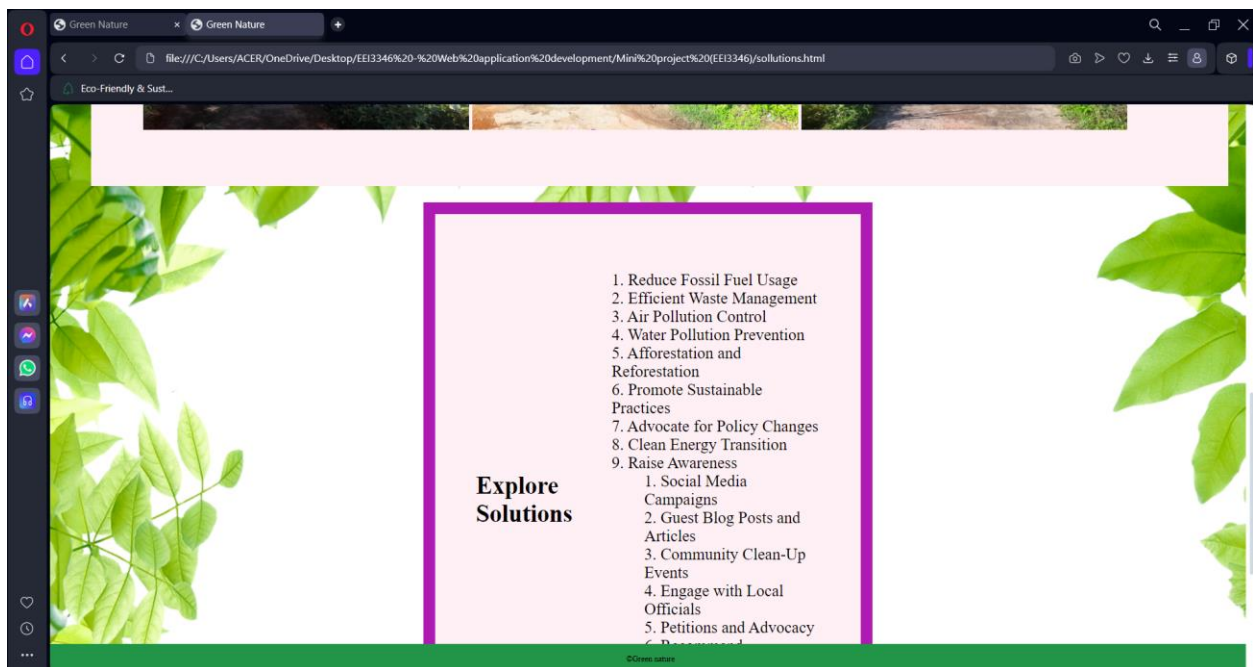 Green Nature
Green Nature
file:///C:/Users/ACER/OneDrive/Desktop/EEI3346%20-%20Web%20application%20development/Mini%20project%20(EEI3346)/sollutions.html
Eco-Friendly & Sust...
1. Reduce Fossil Fuel Usage
2. Efficient Waste Management
3. Air Pollution Control
4. Water Pollution Prevention
5. Afforestation and
Reforestation
6. Promote Sustainable
Practices
7. Advocate for Policy Changes
8. Clean Energy Transition
9. Raise Awareness
Explore
Solutions
1. Social Media
Campaigns
2. Guest Blog Posts and
Articles
3. Community Clean-Up
Events
4. Engage with Local
Officials
5. Petitions and Advocacy
©Green nature